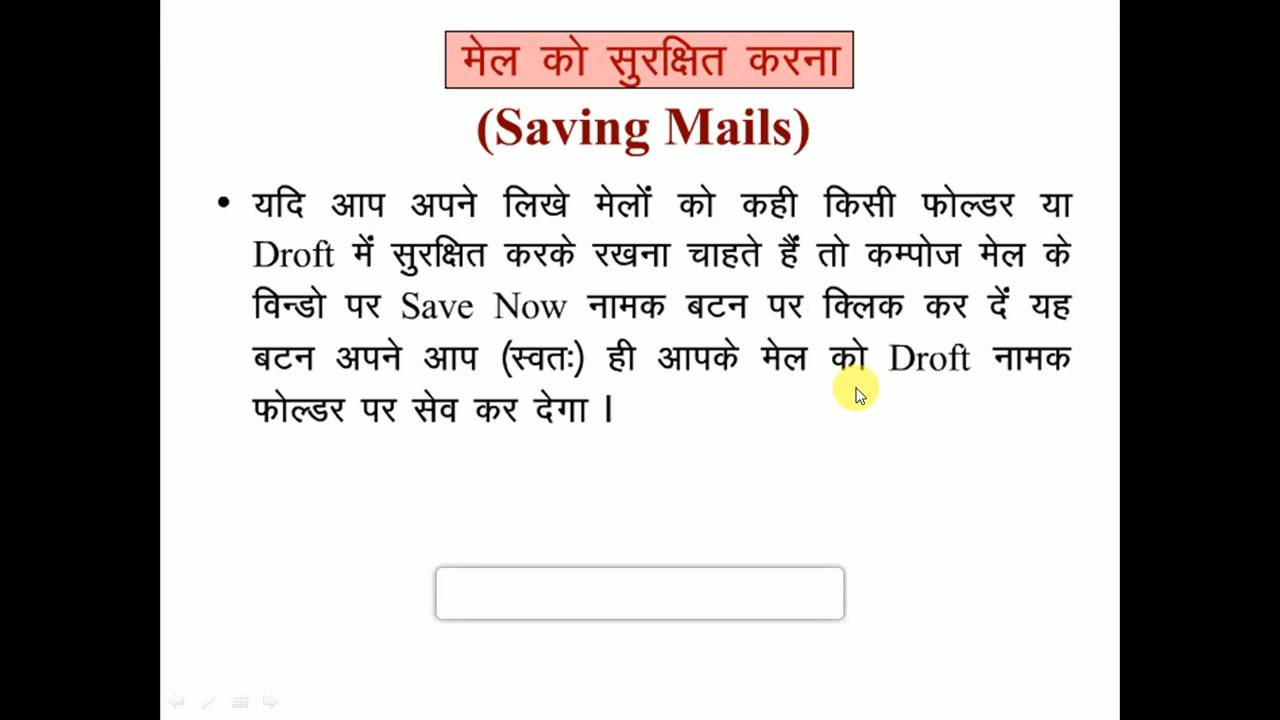 मेल को सुरक्षित करना
(Saving Mails)
• यदि आप अपने लिखे मेलों को कही किसी फोल्डर या
Droft में सुरक्षित करके रखना चाहते हैं तो कम्पोज मेल के
विन्डो पर Save Now नामक बटन पर क्लिक कर दें यह
बटन अपने आप (स्वतः) ही आपके मेल को Droft नामक
फोल्डर पर सेव कर देगा ।